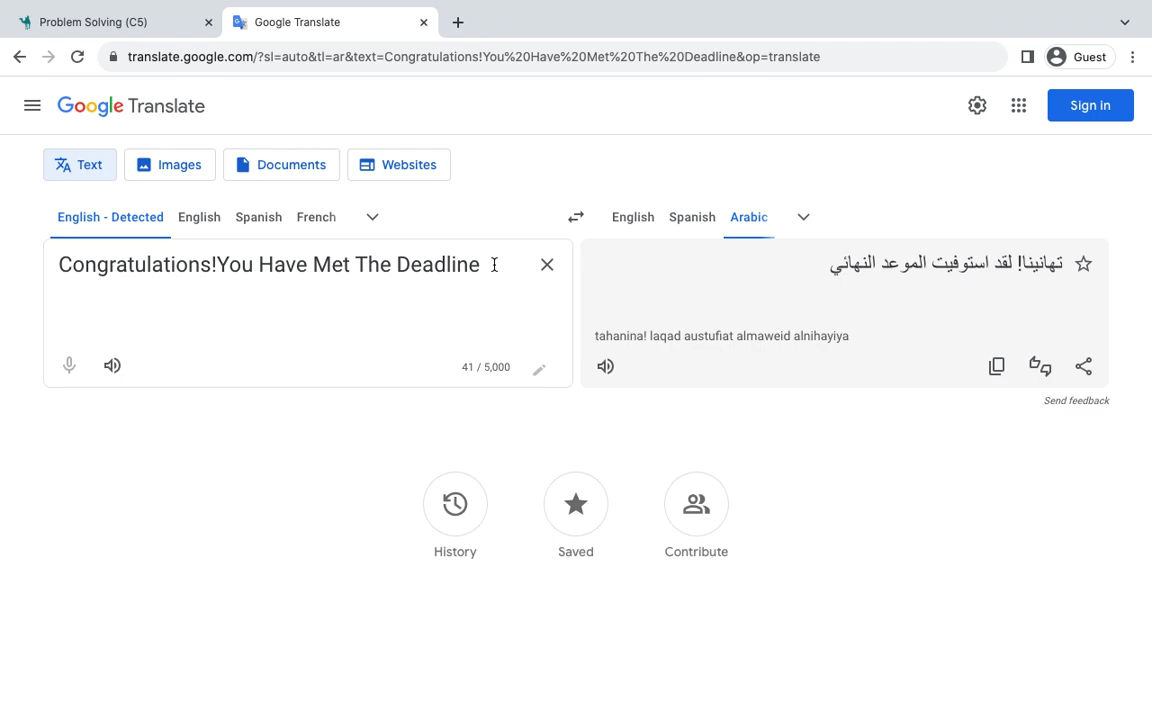 Problem Solving (C5)
Google Translate
translate.google.com/?sl=auto&tl=ar&text=Congratulations!You%20Have%20Met%20The%20Deadline&op=translate
Guest
Google Translate
Sign in
Text
Images
Documents
Websites
English - Detected
English
Spanish
French
English
Spanish
Arabic
Congratulations!You Have Met The Deadline
تهانينا! لقد استوفيت الموعد النهائي
tahanina! laqad austufiat almaweid alnihayiya
41 / 5,000
Send feedback
History
Saved
Contribute